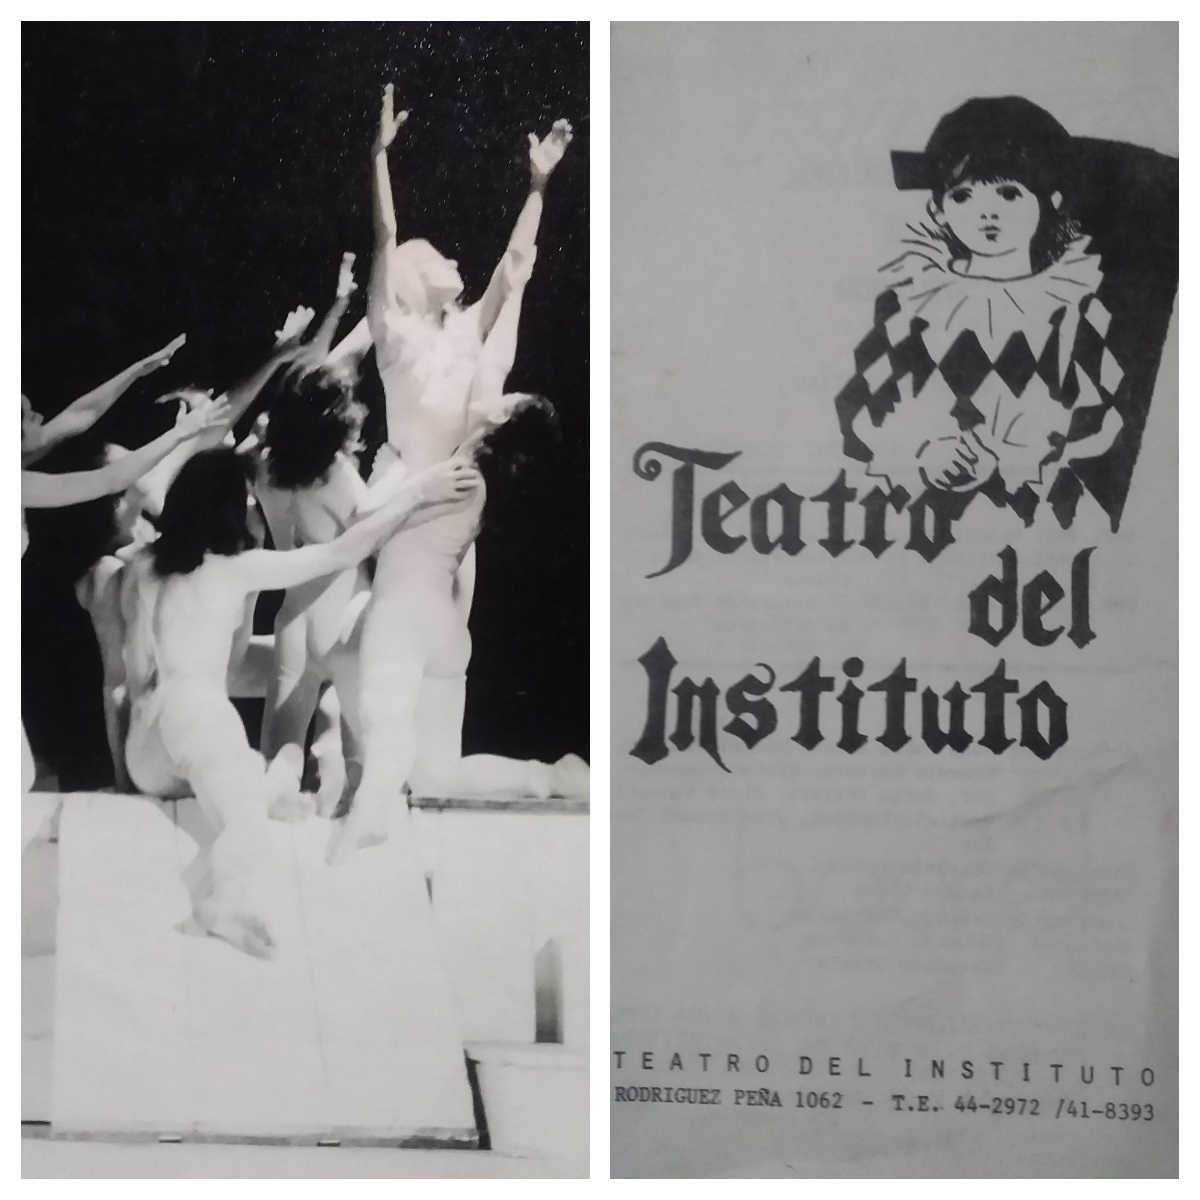 Teatro
del
Instituto
TEATRO DEL INSTITUTO
RODRIGUEZ PEÑA 1062 - T.E. 44-2972 /41-8393